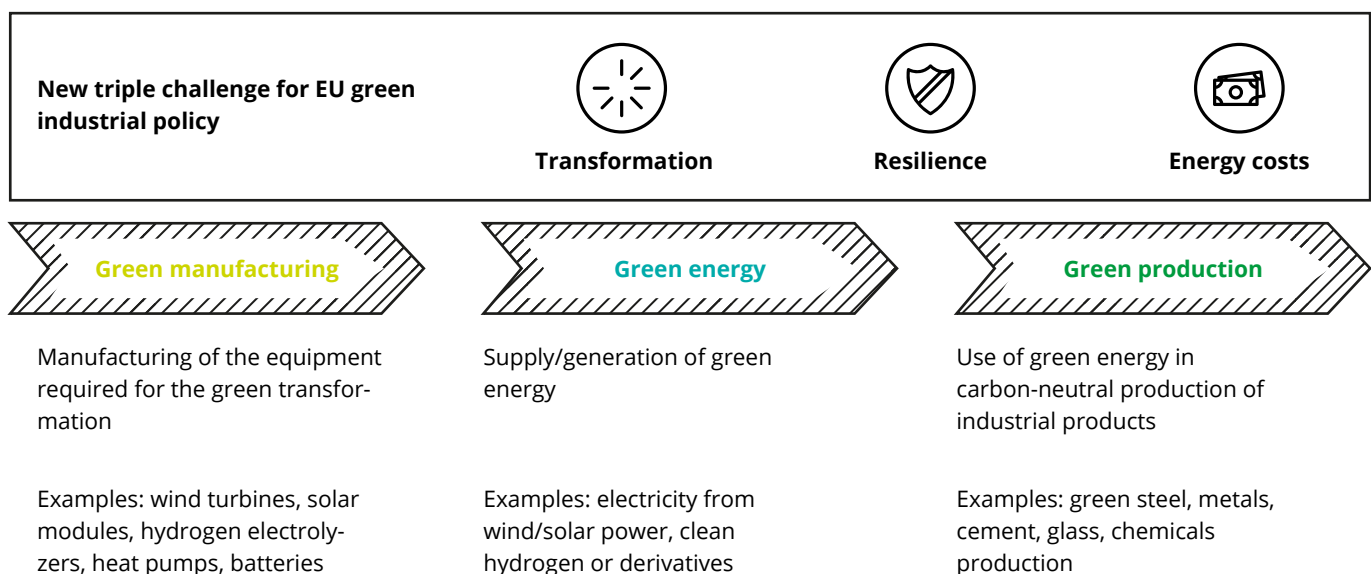 New triple challenge for EU green
industrial policy
Transformation
Resilience
Energy costs
Green manufacturing
Green energy
Green production
Manufacturing of the equipment
required for the green transfor-
mation
Supply/generation of green
energy
Use of green energy in
carbon-neutral production of
industrial products
Examples: wind turbines, solar
modules, hydrogen electroly-
zers, heat pumps, batteries
Examples: electricity from
wind/solar power, clean
hydrogen or derivatives
Examples: green steel, metals,
cement, glass, chemicals
production